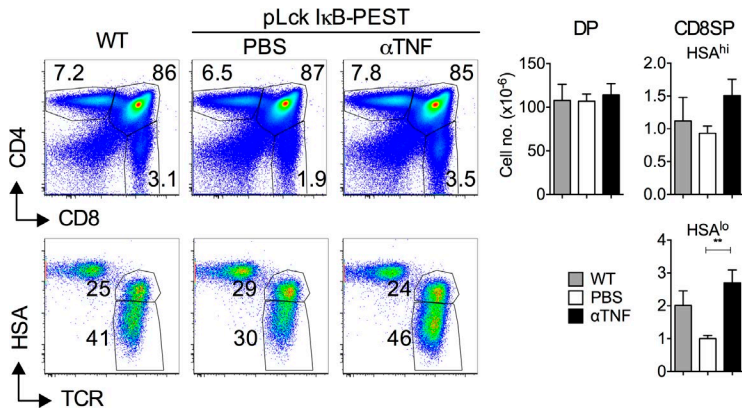 pLck IκB-PEST
WT
PBS
αTNF
7.2
86
3.1
6.5
87
1.9
7.8
85
3.5
CD4
CD8
25
41
29
30
24
46
HSA
TCR
DP
Cell no. (x10⁻⁶)
150
100
50
0
CD8SP
HSAʰⁱ
2.0
1.5
1.0
0.5
0.0
HSAˡᵒ
**
4
3
2
1
0
WT
PBS
αTNF